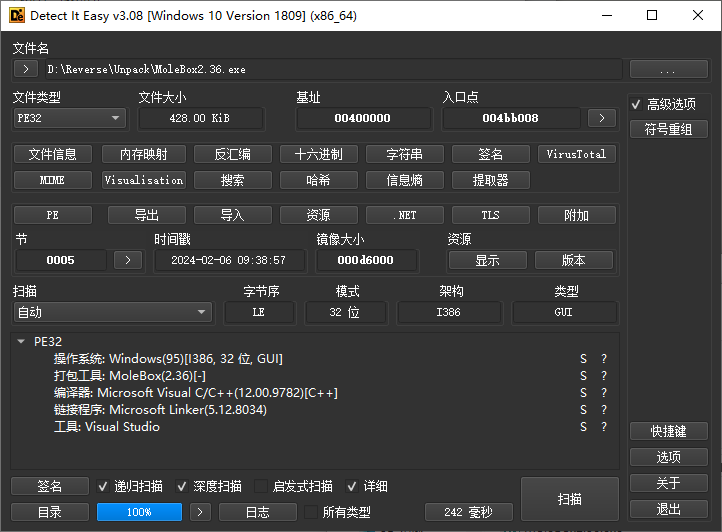 Detect It Easy v3.08 [Windows 10 Version 1809] (x86_64)
文件名
> D:\Reverse\Unpack\MoleBox2.36.exe ...
文件类型 文件大小 基址 入口点
PE32 428.00 KiB 00400000 004bb008 >
高级选项
文件信息 内存映射 反汇编 十六进制 字符串 签名 VirusTotal
符号重组
MIME Visualisation 搜索 哈希 信息熵 提取器
PE 导出 导入 资源 .NET TLS 附加
节 时间戳 镜像大小 资源
0005 > 2024-02-06 09:38:57 000d6000 显示 版本
扫描 字节序 模式 架构 类型
自动 LE 32 位 I386 GUI
PE32
操作系统: Windows(95)[I386, 32 位, GUI] S ?
打包工具: MoleBox(2.36)[-] S ?
编译器: Microsoft Visual C/C++(12.00.9782)[C++] S ?
链接程序: Microsoft Linker(5.12.8034) S ?
工具: Visual Studio S ?
快捷键
选项
关于
退出
签名 递归扫描 深度扫描 启发式扫描 详细 扫描
目录 100% > 日志 所有类型 242 毫秒